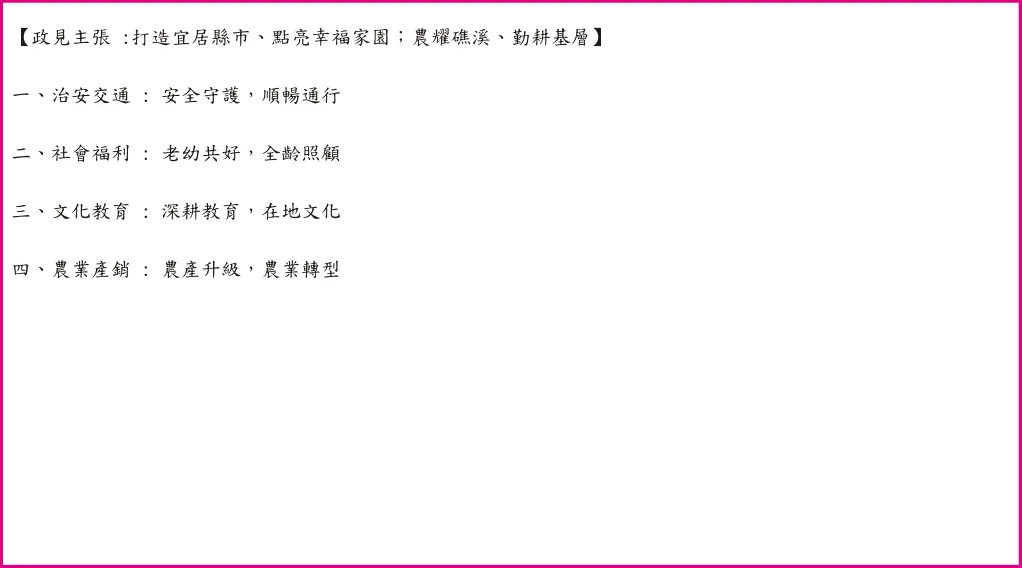 【政見主張 :打造宜居縣市、點亮幸福家園；農耀礁溪、勤耕基層】
一、治安交通 ： 安全守護，順暢通行
二、社會福利 ： 老幼共好，全齡照顧
三、文化教育 ： 深耕教育，在地文化
四、農業產銷 ： 農產升級，農業轉型